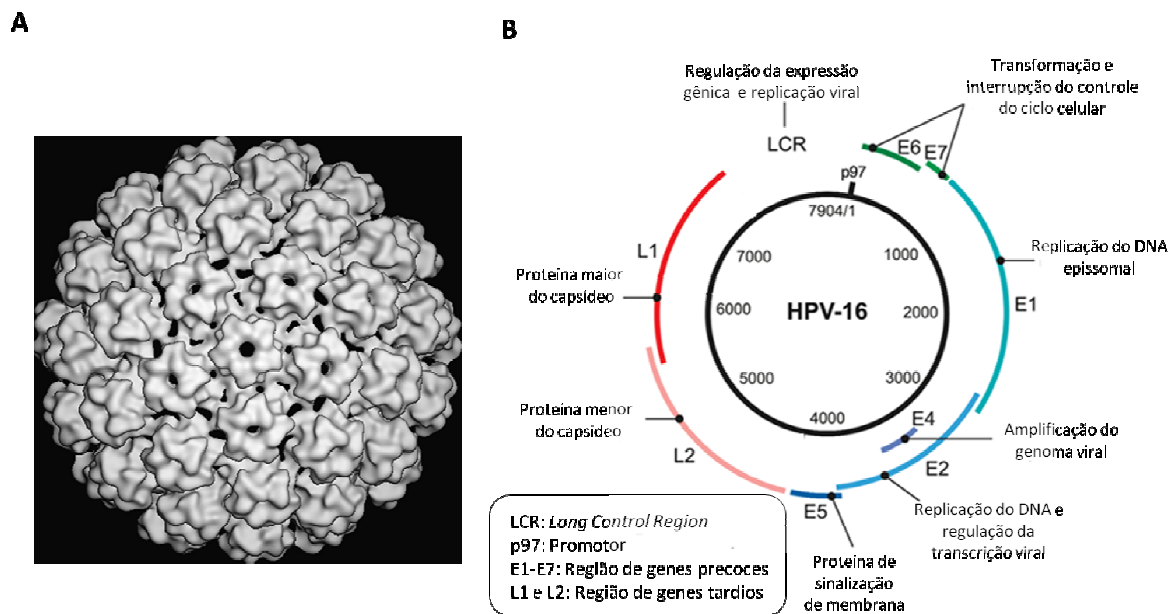 A
B
Regulação da expressão
gênica e replicação viral
LCR
Transformação e
interrupção do controle
do ciclo celular
E6
E7
p97
7904/1
1000
2000
3000
4000
5000
6000
7000
HPV-16
L1
Proteína maior
do capsídeo
Replicação do DNA
epissomal
E1
Proteína menor
do capsídeo
L2
E4
Amplificação do
genoma viral
E2
E5
Replicação do DNA e
regulação da
transcrição viral
Proteína de
sinalização
de membrana
LCR: Long Control Region
p97: Promotor
E1-E7: Região de genes precoces
L1 e L2: Região de genes tardios